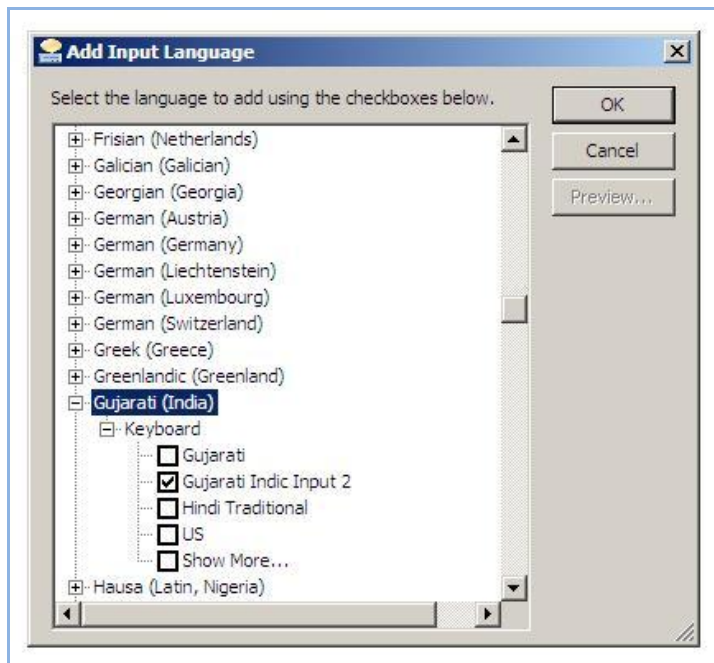 Add Input Language
Select the language to add using the checkboxes below.
OK
Cancel
Preview...
Frisian (Netherlands)
Galician (Galician)
Georgian (Georgia)
German (Austria)
German (Germany)
German (Liechtenstein)
German (Luxembourg)
German (Switzerland)
Greek (Greece)
Greenlandic (Greenland)
Gujarati (India)
Keyboard
Gujarati
Gujarati Indic Input 2
Hindi Traditional
US
Show More...
Hausa (Latin, Nigeria)